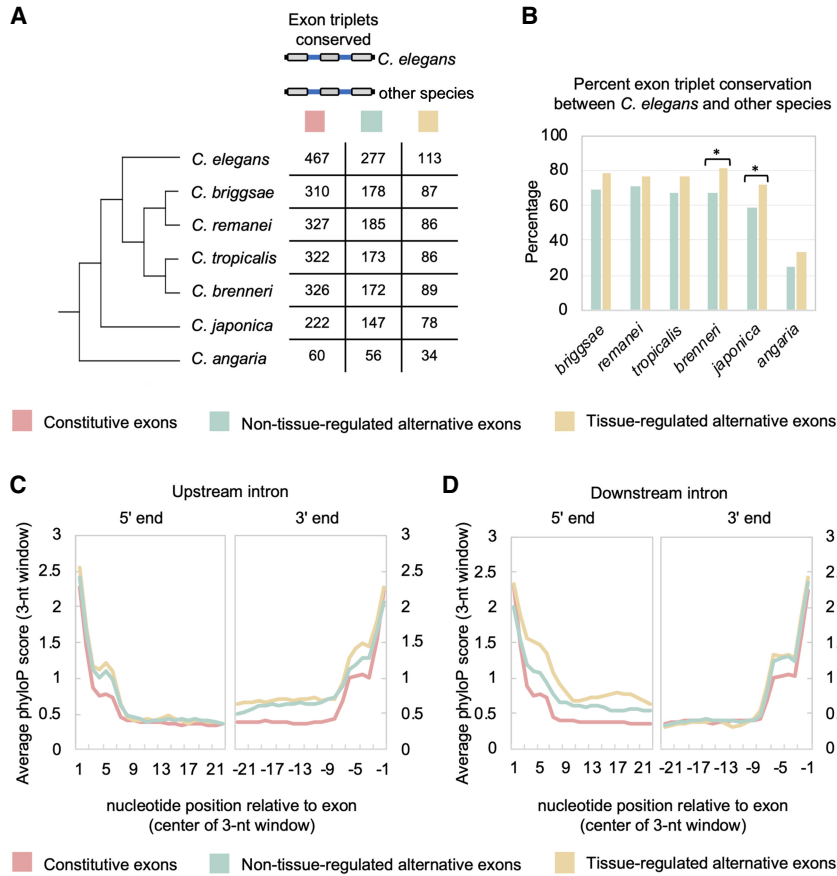 A
Exon triplets
conserved
C. elegans
other species
C. elegans 467 277 113
C. briggsae 310 178 87
C. remanei 327 185 86
C. tropicalis 322 173 86
C. brenneri 326 172 89
C. japonica 222 147 78
C. angaria 60 56 34
B
Percent exon triplet conservation
between C. elegans and other species
Percentage
100
80
60
40
20
0
* *
briggsae remanei tropicalis brenneri japonica angaria
Constitutive exons Non-tissue-regulated alternative exons Tissue-regulated alternative exons
C
Upstream intron
5' end 3' end
Average phyloP score (3-nt window)
3 3
2.5 2.5
2 2
1.5 1.5
1 1
0.5 0.5
0 0
1 5 9 13 17 21 -21 -17 -13 -9 -5 -1
nucleotide position relative to exon
(center of 3-nt window)
D
Downstream intron
5' end 3' end
Average phyloP score (3-nt window)
3 3
2.5 2
2 2
1.5 1
1 1
0.5 0
0 0
1 5 9 13 17 21 -21 -17 -13 -9 -5 -1
nucleotide position relative to exon
(center of 3-nt window)
Constitutive exons Non-tissue-regulated alternative exons Tissue-regulated alternative exons